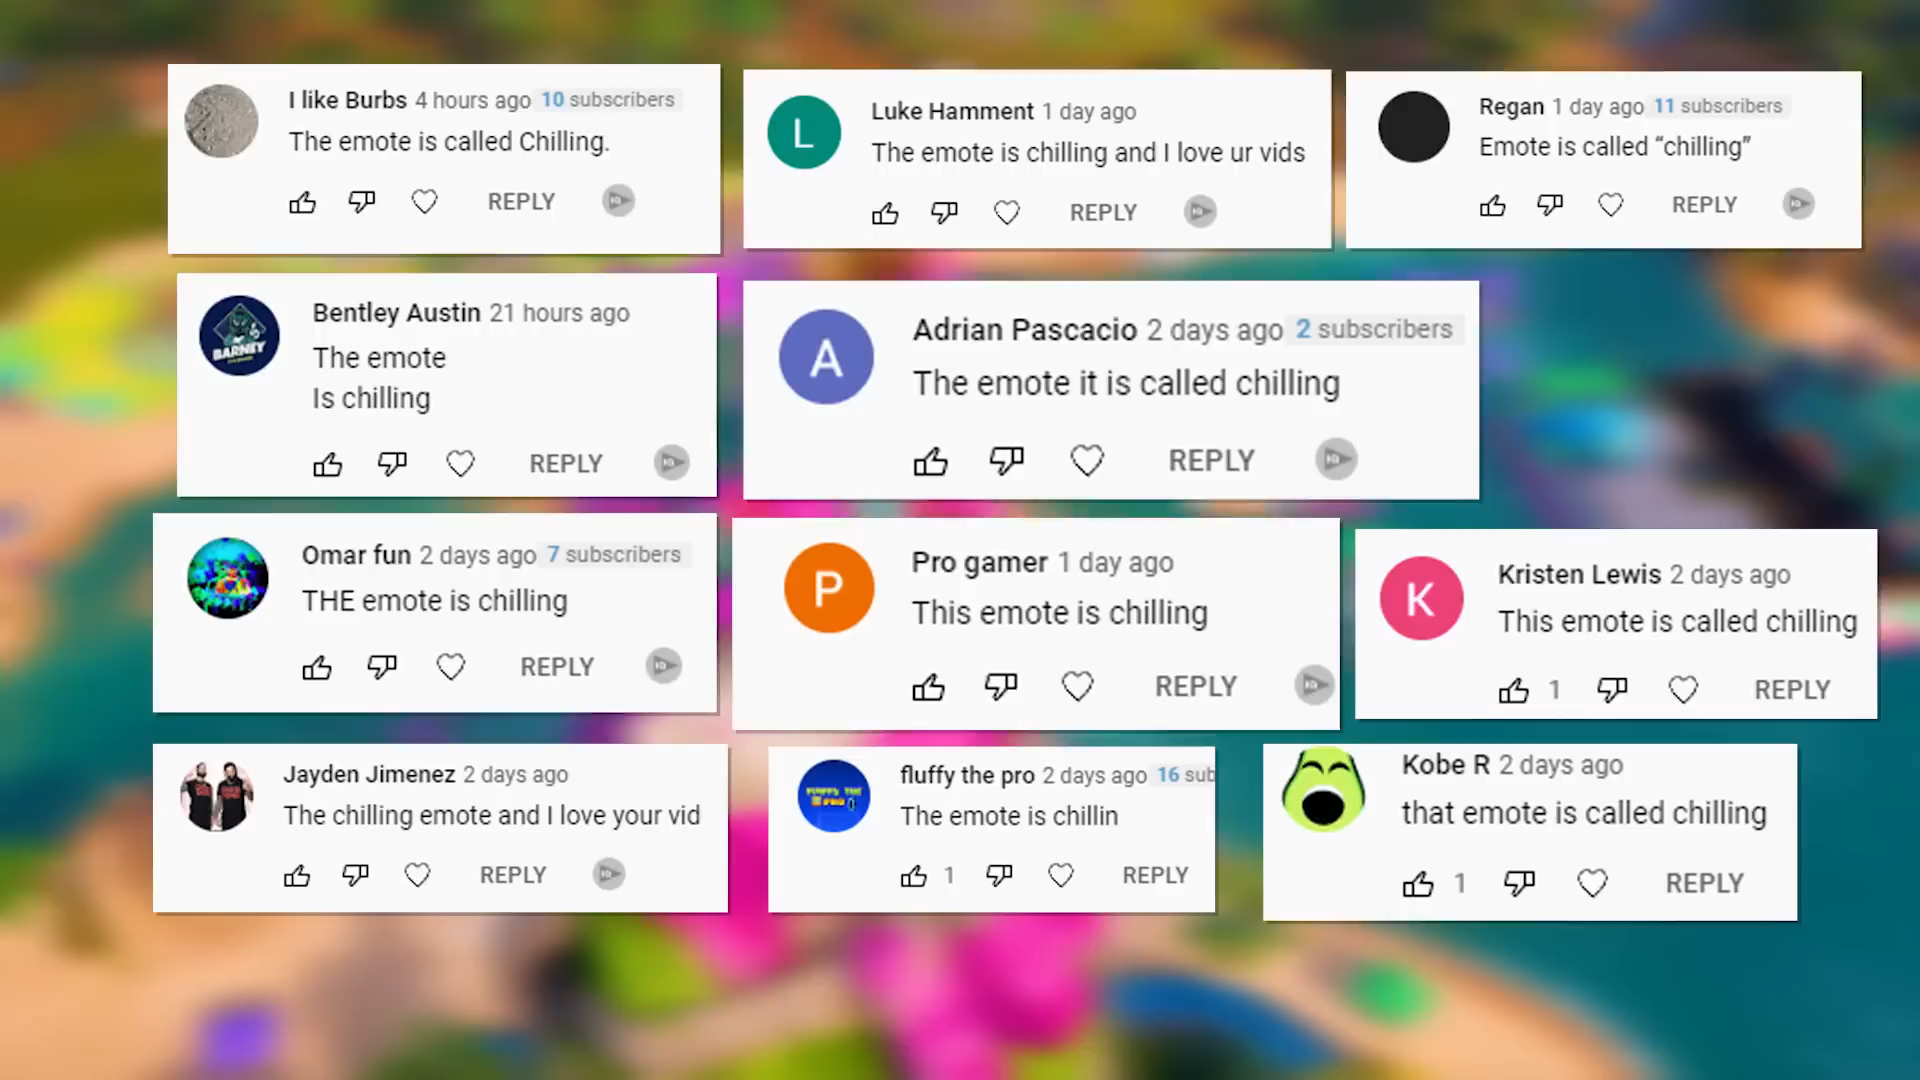 I like Burbs 4 hours ago 10 subscribers
The emote is called Chilling.
REPLY
L
Luke Hamment 1 day ago
The emote is chilling and I love ur vids
REPLY
Regan 1 day ago 11 subscribers
Emote is called “chilling”
REPLY
BARNEY
Bentley Austin 21 hours ago
The emote
Is chilling
REPLY
A
Adrian Pascacio 2 days ago 2 subscribers
The emote it is called chilling
REPLY
Omar fun 2 days ago 7 subscribers
THE emote is chilling
REPLY
P
Pro gamer 1 day ago
This emote is chilling
REPLY
K
Kristen Lewis 2 days ago
This emote is called chilling
1 REPLY
Jayden Jimenez 2 days ago
The chilling emote and I love your vid
REPLY
fluffy the pro 2 days ago 16 sub
The emote is chillin
1 REPLY
Kobe R 2 days ago
that emote is called chilling
1 REPLY